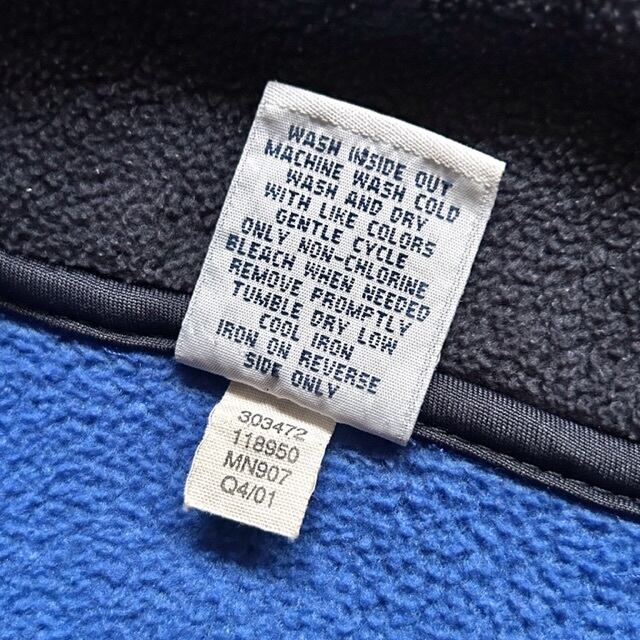 WASH INSIDE OUT
MACHINE WASH COLD
WASH AND DRY
WITH LIKE COLORS
GENTLE CYCLE
ONLY NON-CHLORINE
BLEACH WHEN NEEDED
REMOVE PROMPTLY
TUMBLE DRY LOW
COOL IRON
IRON ON REVERSE
SIDE ONLY
303472
118950
MN907
Q4/01